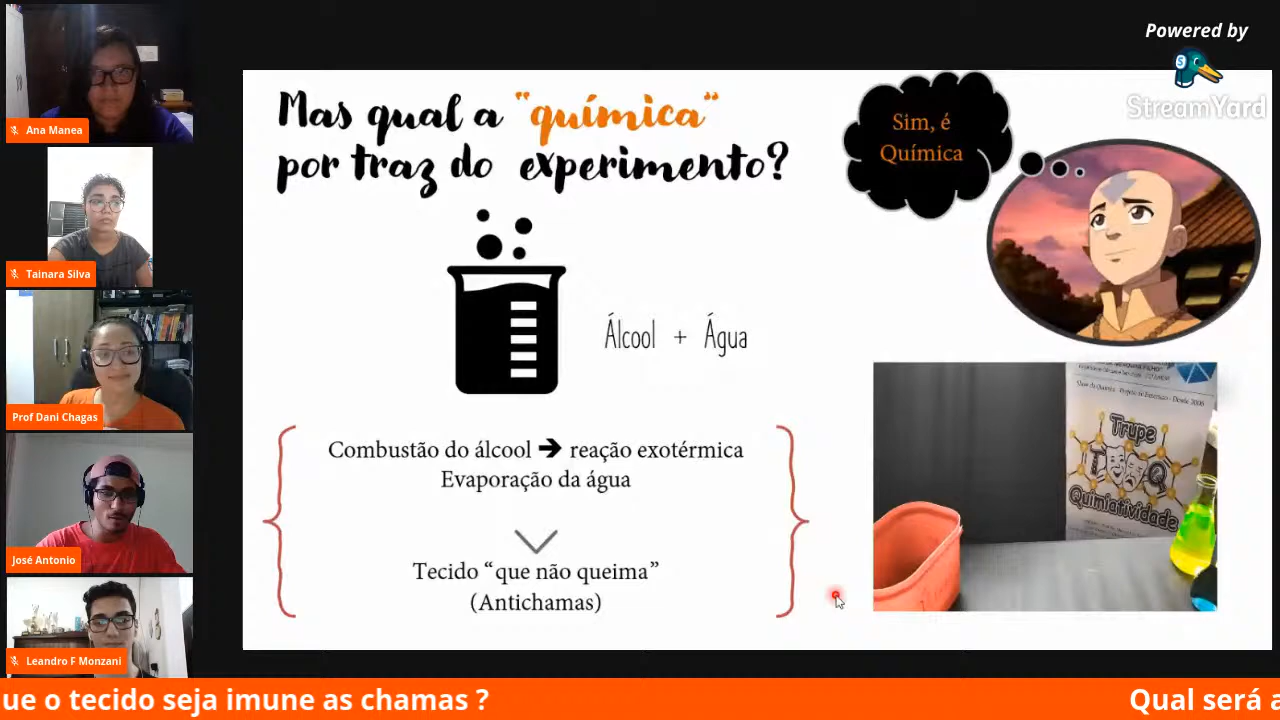 Powered by
StreamYard
Ana Manea
Tainara Silva
Prof Dani Chagas
José Antonio
Leandro F Monzani
Mas qual a "química"
por traz do experimento?
Sim, é
Química
Álcool + Água
Combustão do álcool → reação exotérmica
Evaporação da água
Tecido “que não queima”
(Antichamas)
Trupe
Quimiatividade
ue o tecido seja imune as chamas ?
Qual será a